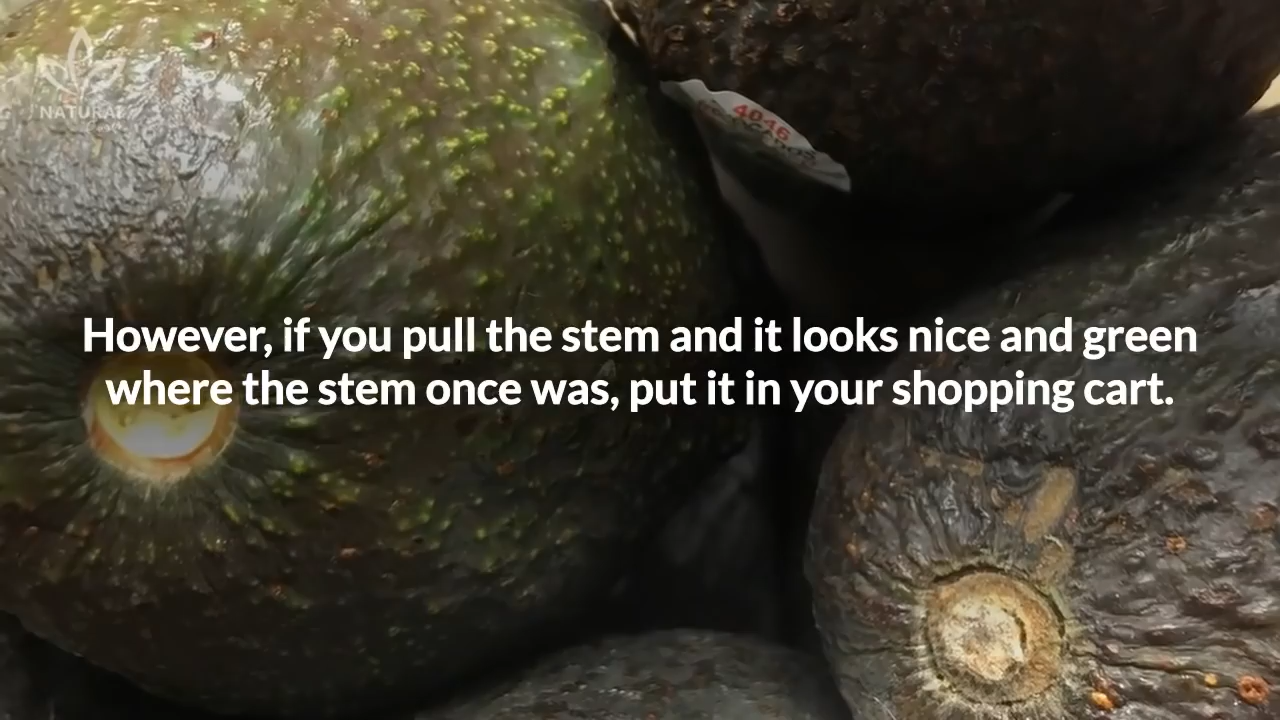 NATURAL
4046
However, if you pull the stem and it looks nice and green
where the stem once was, put it in your shopping cart.